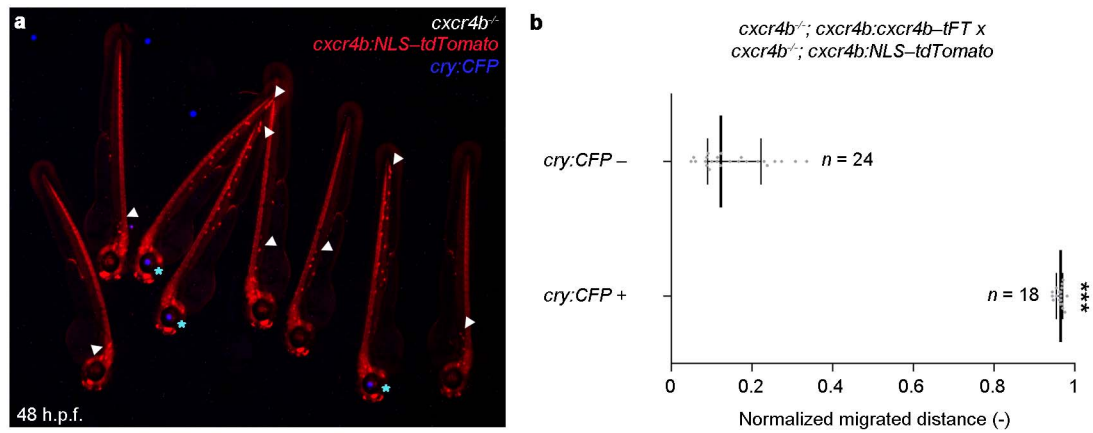 a
cxcr4b-/-
cxcr4b:NLS–tdTomato
cry:CFP
*
*
*
48 h.p.f.
b
cxcr4b-/-; cxcr4b:cxcr4b–tFT x
cxcr4b-/-; cxcr4b:NLS–tdTomato
cry:CFP –
n = 24
cry:CFP +
n = 18
***
0
0.2
0.4
0.6
0.8
1
Normalized migrated distance (-)